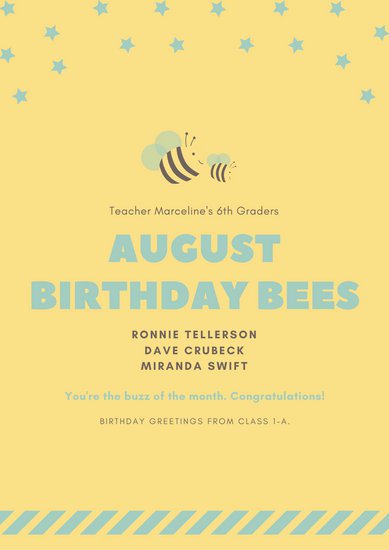 Teacher Marceline's 6th Graders
AUGUST
BIRTHDAY BEES
RONNIE TELLERSON
DAVE CRUBECK
MIRANDA SWIFT
You're the buzz of the month. Congratulations!
BIRTHDAY GREETINGS FROM CLASS 1-A.